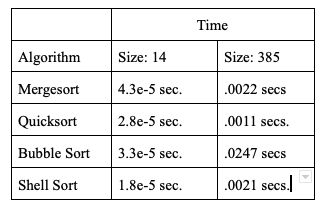 Time
Algorithm Size: 14 Size: 385
Mergesort 4.3e-5 sec. .0022 secs
Quicksort 2.8e-5 sec. .0011 secs.
Bubble Sort 3.3e-5 sec. .0247 secs
Shell Sort 1.8e-5 sec. .0021 secs.